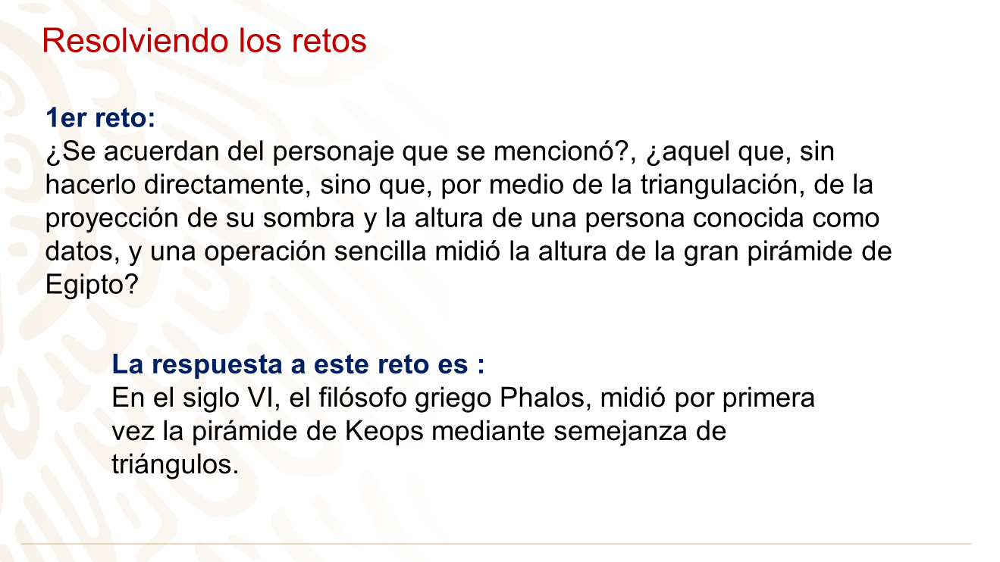 Resolviendo los retos
1er reto:
¿Se acuerdan del personaje que se mencionó?, ¿aquel que, sin
hacerlo directamente, sino que, por medio de la triangulación, de la
proyección de su sombra y la altura de una persona conocida como
datos, y una operación sencilla midió la altura de la gran pirámide de
Egipto?
La respuesta a este reto es :
En el siglo VI, el filósofo griego Phalos, midió por primera
vez la pirámide de Keops mediante semejanza de
triángulos.